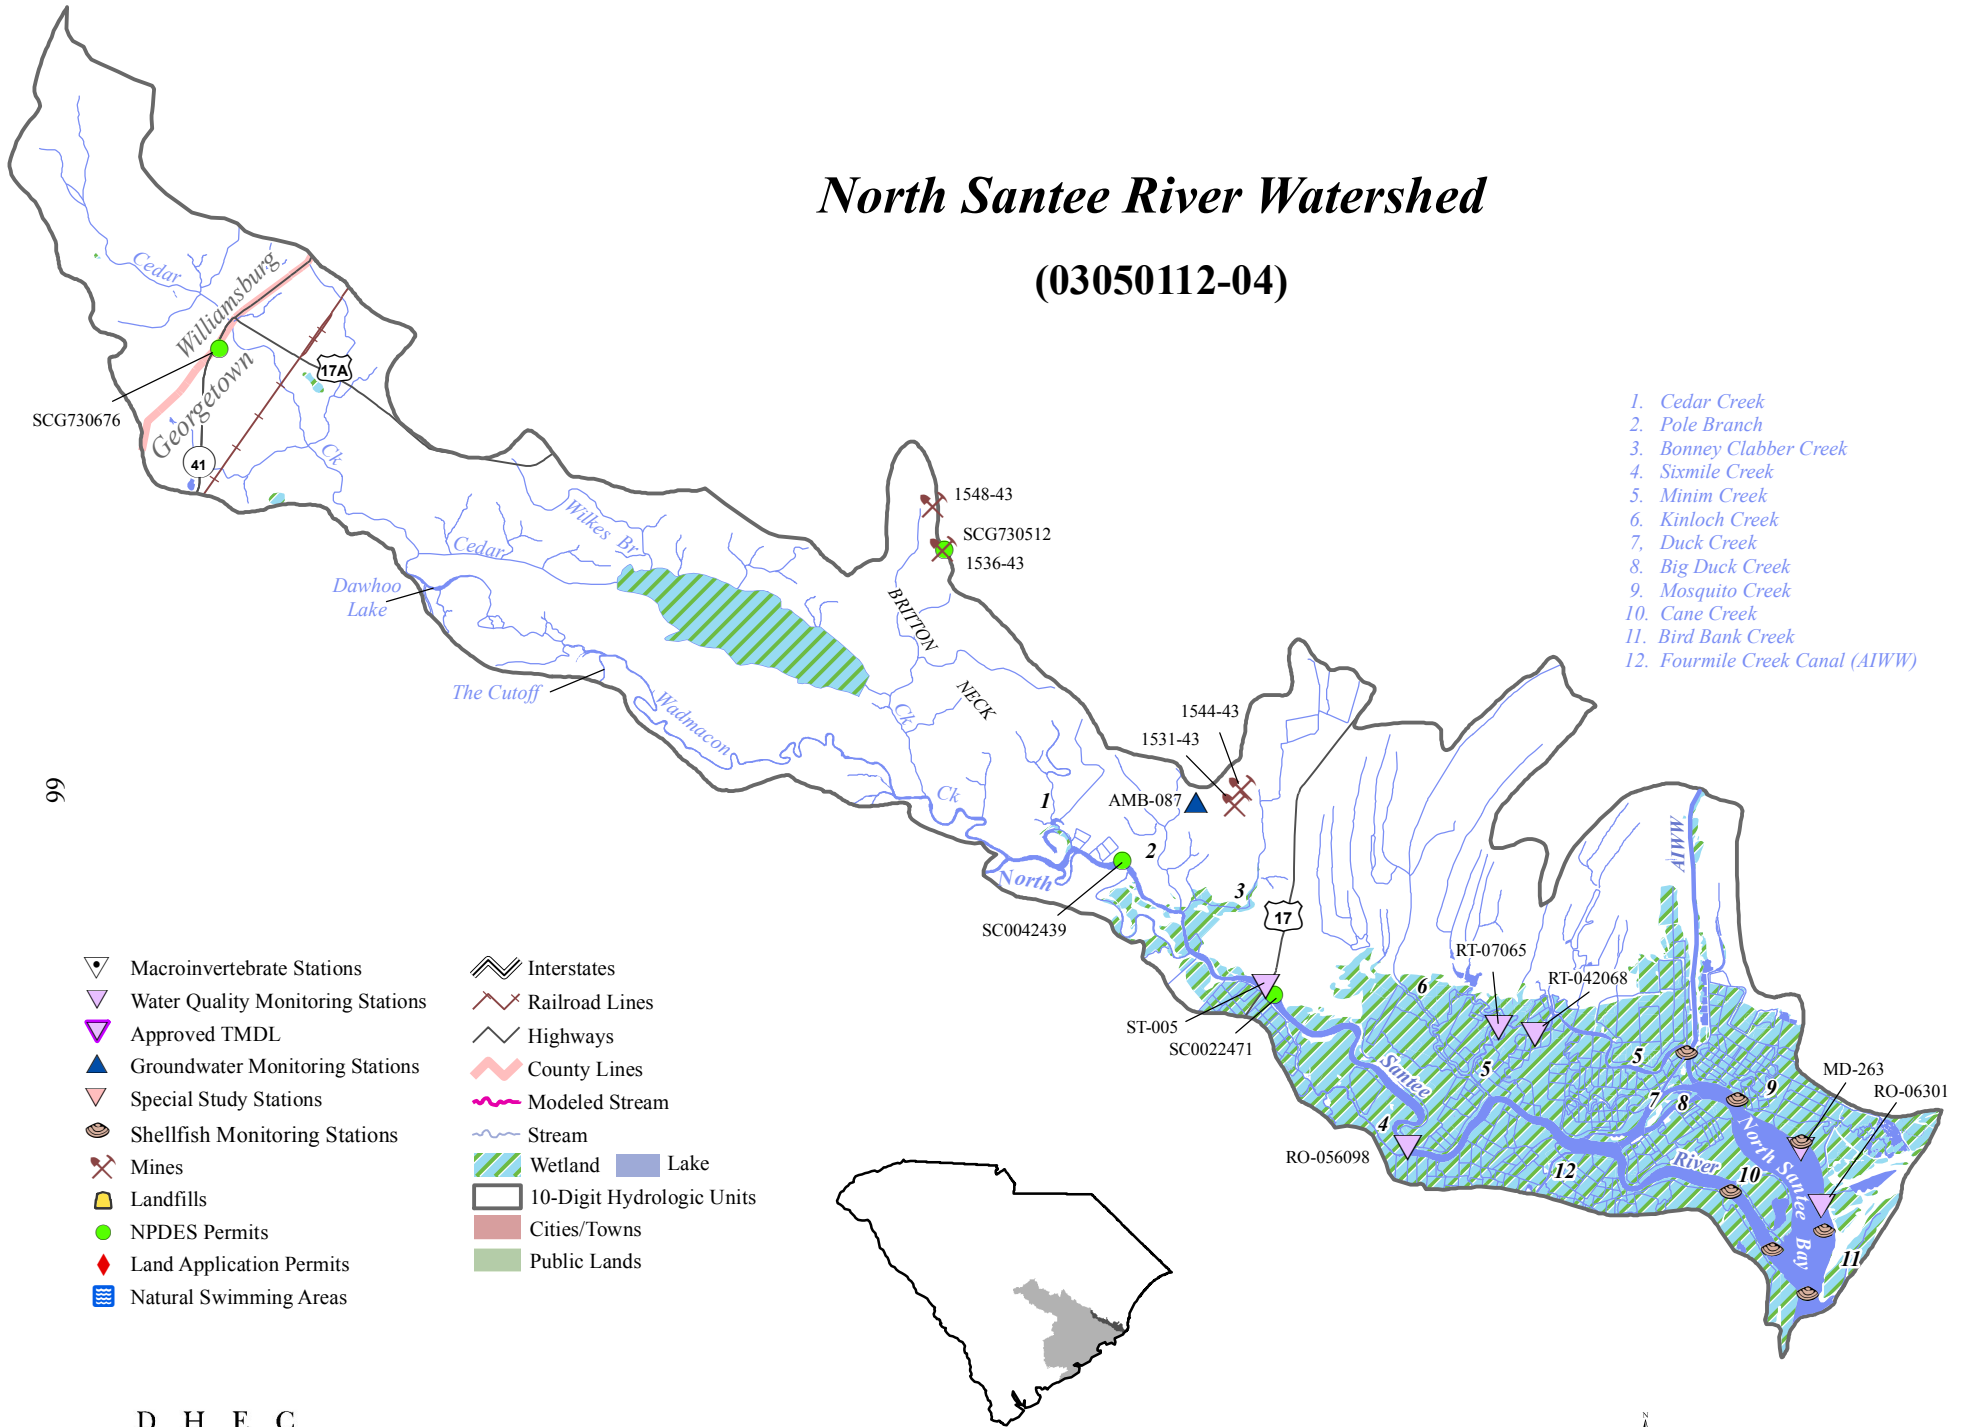 North Santee River Watershed
(03050112-04)
Cedar
Williamsburg
Georgetown
17A
SCG730676
41
Ck
1. Cedar Creek
2. Pole Branch
3. Bonney Clabber Creek
4. Sixmile Creek
5. Minim Creek
6. Kinloch Creek
7, Duck Creek
8. Big Duck Creek
9. Mosquito Creek
10. Cane Creek
11. Bird Bank Creek
12. Fourmile Creek Canal (AIWW)
1548-43
SCG730512
1536-43
Wilkes Br
Cedar
Dawhoo
Lake
BRITTON
NECK
The Cutoff
Wadmacon
Ck
Ck
1544-43
1531-43
AMB-087
1
2
3
North
SC0042439
17
AIWW
RT-07065
RT-042068
6
ST-005
SC0022471
Santee
5
5
7
8
9
MD-263
RO-06301
4
RO-056098
12
River
10
North Santee Bay
11
66
Macroinvertebrate Stations
Water Quality Monitoring Stations
Approved TMDL
Groundwater Monitoring Stations
Special Study Stations
Shellfish Monitoring Stations
Mines
Landfills
NPDES Permits
Land Application Permits
Natural Swimming Areas
Interstates
Railroad Lines
Highways
County Lines
Modeled Stream
Stream
Wetland
Lake
10-Digit Hydrologic Units
Cities/Towns
Public Lands
D H E C
N